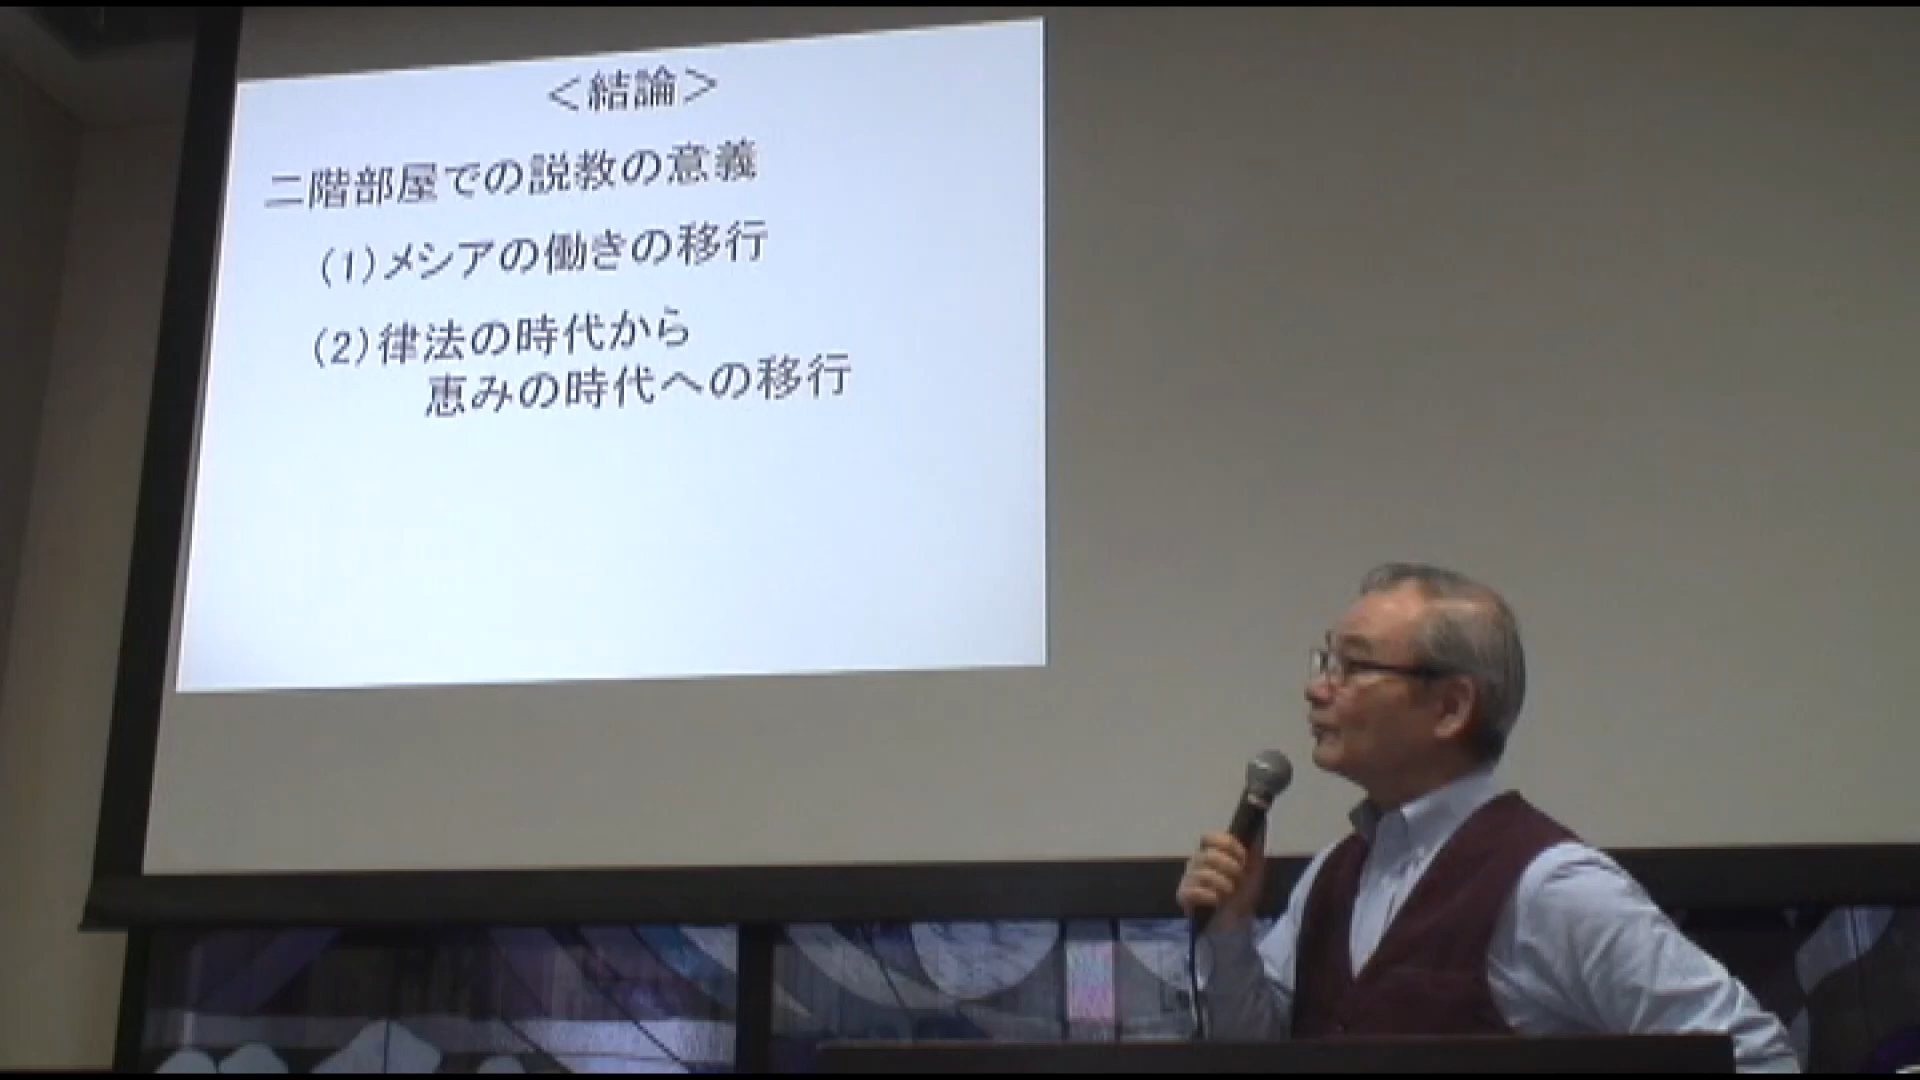 ＜結論＞
二階部屋での説教の意義
(1)メシアの働きの移行
(2)律法の時代から
恵みの時代への移行